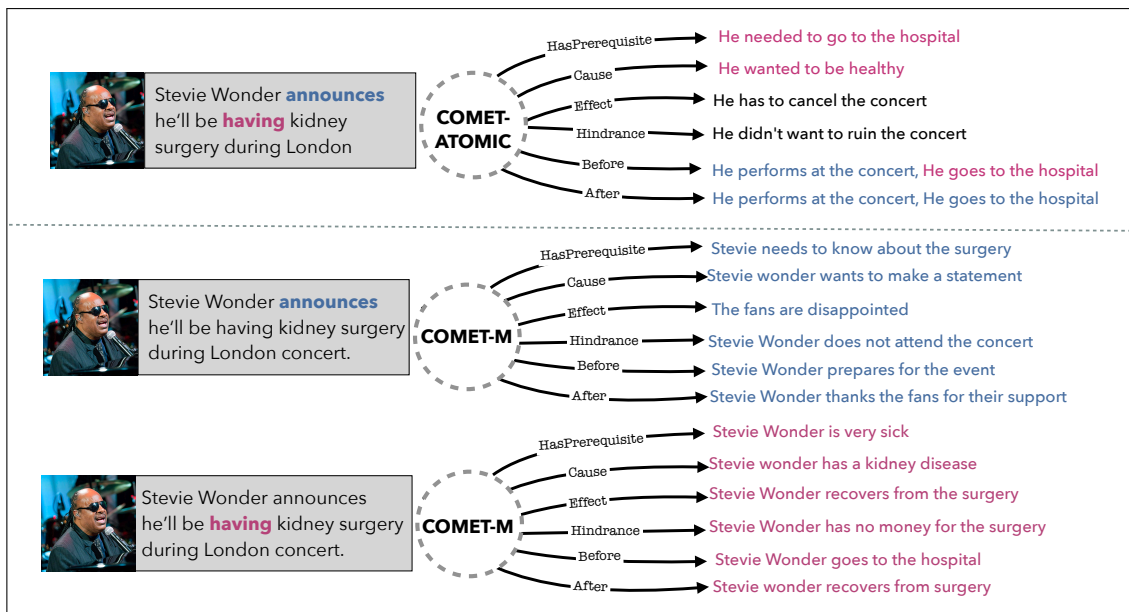 Stevie Wonder announces
he'll be having kidney
surgery during London
COMET-
ATOMIC
HasPrerequisite
He needed to go to the hospital
Cause
He wanted to be healthy
Effect
He has to cancel the concert
Hindrance
He didn't want to ruin the concert
Before
He performs at the concert, He goes to the hospital
After
He performs at the concert, He goes to the hospital
Stevie Wonder announces
he'll be having kidney surgery
during London concert.
COMET-M
HasPrerequisite
Stevie needs to know about the surgery
Cause
Stevie wonder wants to make a statement
Effect
The fans are disappointed
Hindrance
Stevie Wonder does not attend the concert
Before
Stevie Wonder prepares for the event
After
Stevie Wonder thanks the fans for their support
Stevie Wonder announces
he'll be having kidney surgery
during London concert.
COMET-M
HasPrerequisite
Stevie Wonder is very sick
Cause
Stevie wonder has a kidney disease
Effect
Stevie Wonder recovers from the surgery
Hindrance
Stevie Wonder has no money for the surgery
Before
Stevie Wonder goes to the hospital
After
Stevie wonder recovers from surgery